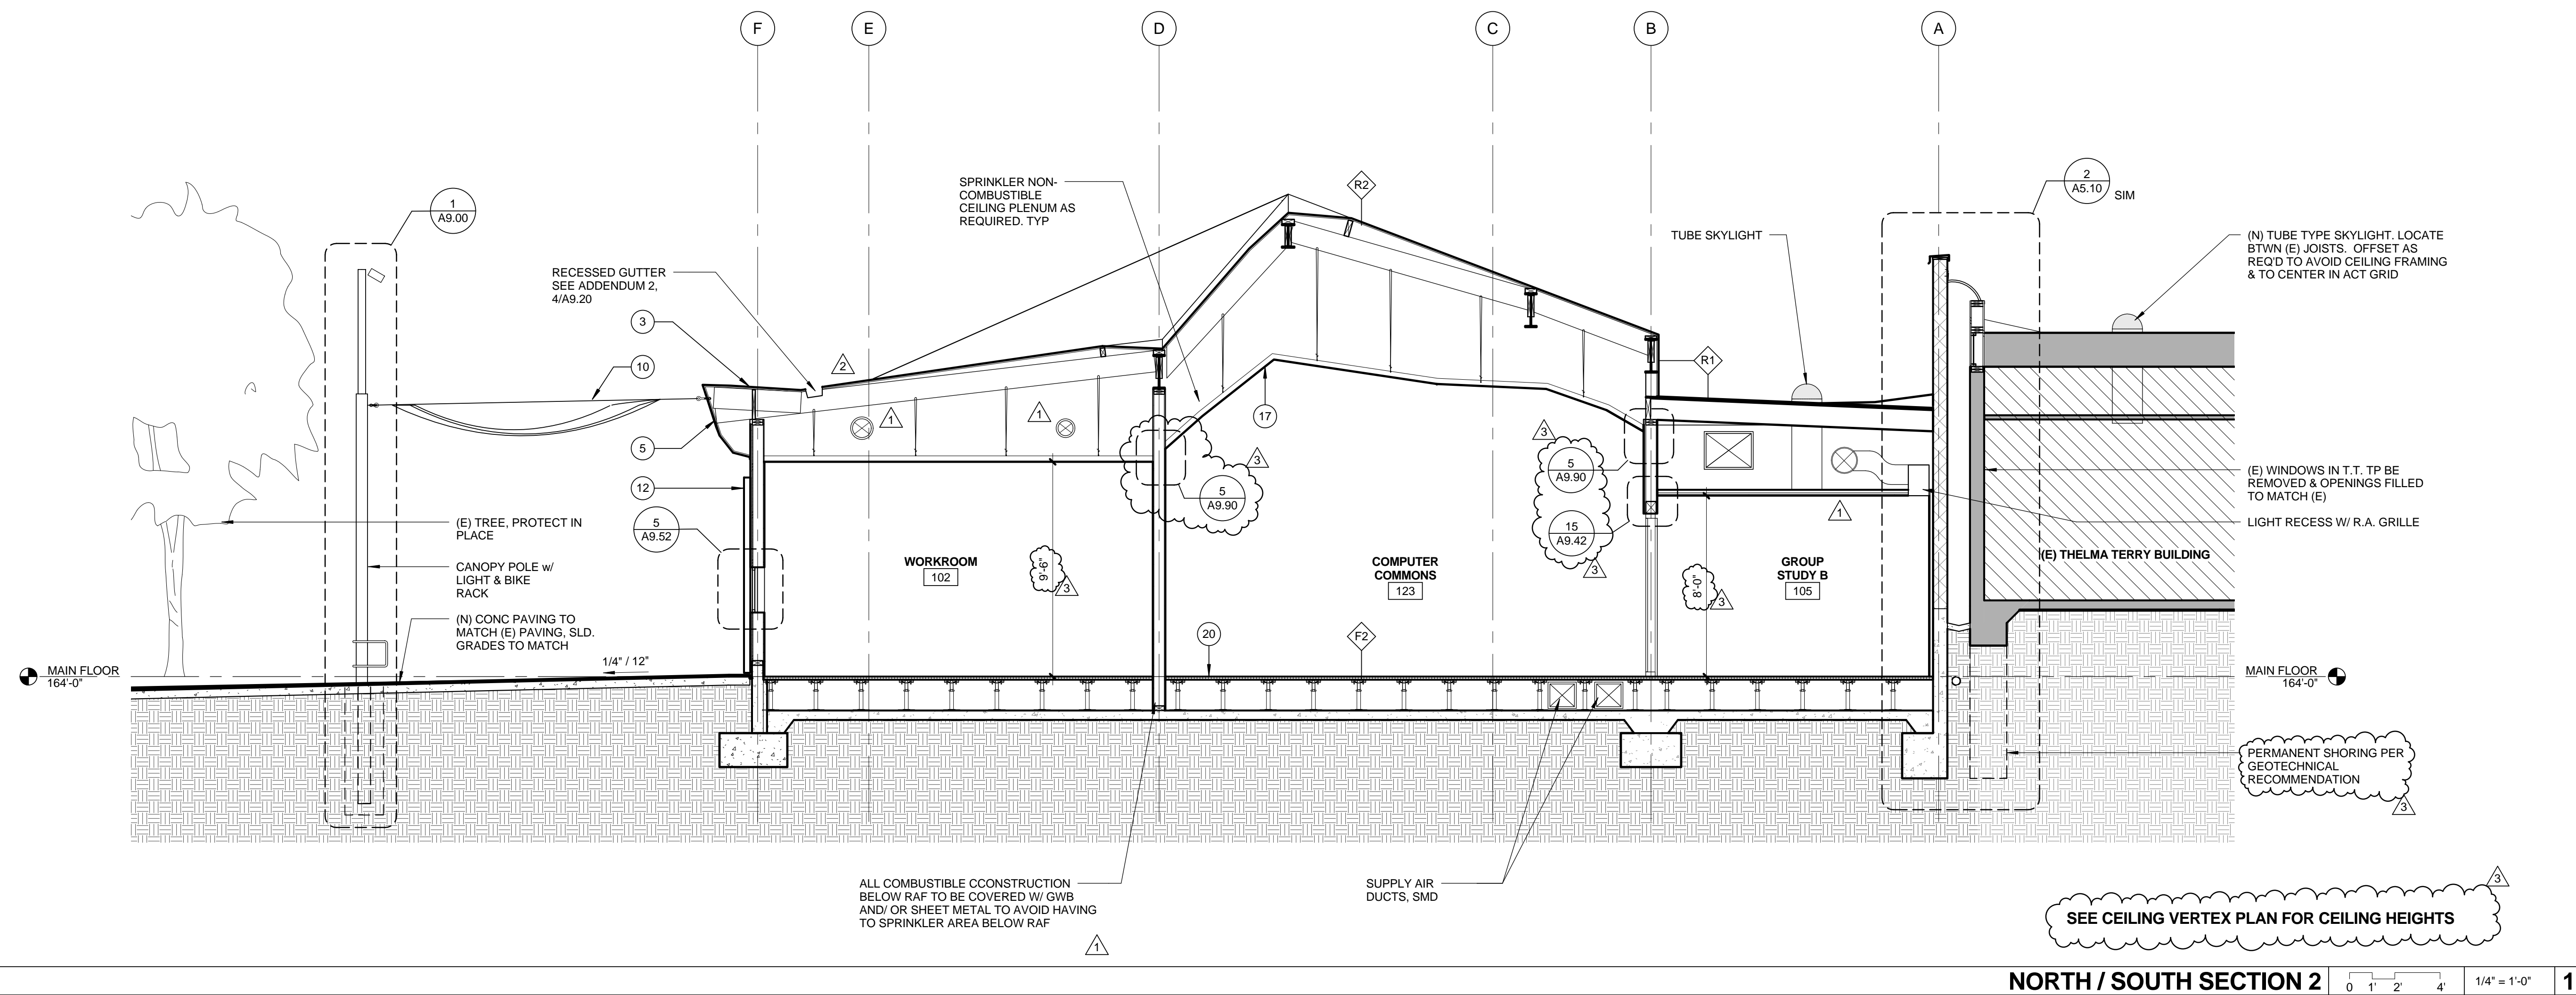 F
E
D
C
B
A
1
A9.00
SPRINKLER NON-
COMBUSTIBLE
CEILING PLENUM AS
REQUIRED. TYP
R2
2
A5.10
SIM
RECESSED GUTTER
SEE ADDENDUM 2,
4/A9.20
TUBE SKYLIGHT
(N) TUBE TYPE SKYLIGHT. LOCATE
BTWN (E) JOISTS.  OFFSET AS
REQ'D TO AVOID CEILING FRAMING
& TO CENTER IN ACT GRID
3
10
2
R1
5
1
1
17
12
3
5
A9.90
3
5
A9.90
15
A9.42
3
1
(E) WINDOWS IN T.T. TP BE
REMOVED & OPENINGS FILLED
TO MATCH (E)
LIGHT RECESS W/ R.A. GRILLE
(E) TREE, PROTECT IN
PLACE
5
A9.52
CANOPY POLE w/
LIGHT & BIKE
RACK
(N) CONC PAVING TO
MATCH (E) PAVING, SLD.
GRADES TO MATCH
WORKROOM
102
9'-6"
3
COMPUTER
COMMONS
123
8'-0"
3
GROUP
STUDY B
105
(E) THELMA TERRY BUILDING
20
F2
1/4" / 12"
MAIN FLOOR
164'-0"
MAIN FLOOR
164'-0"
PERMANENT SHORING PER
GEOTECHNICAL
RECOMMENDATION
3
ALL COMBUSTIBLE CCONSTRUCTION
BELOW RAF TO BE COVERED W/ GWB
AND/ OR SHEET METAL TO AVOID HAVING
TO SPRINKLER AREA BELOW RAF
1
SUPPLY AIR
DUCTS, SMD
3
SEE CEILING VERTEX PLAN FOR CEILING HEIGHTS
NORTH / SOUTH SECTION 2
0 1' 2' 4'
1/4" = 1'-0"
1